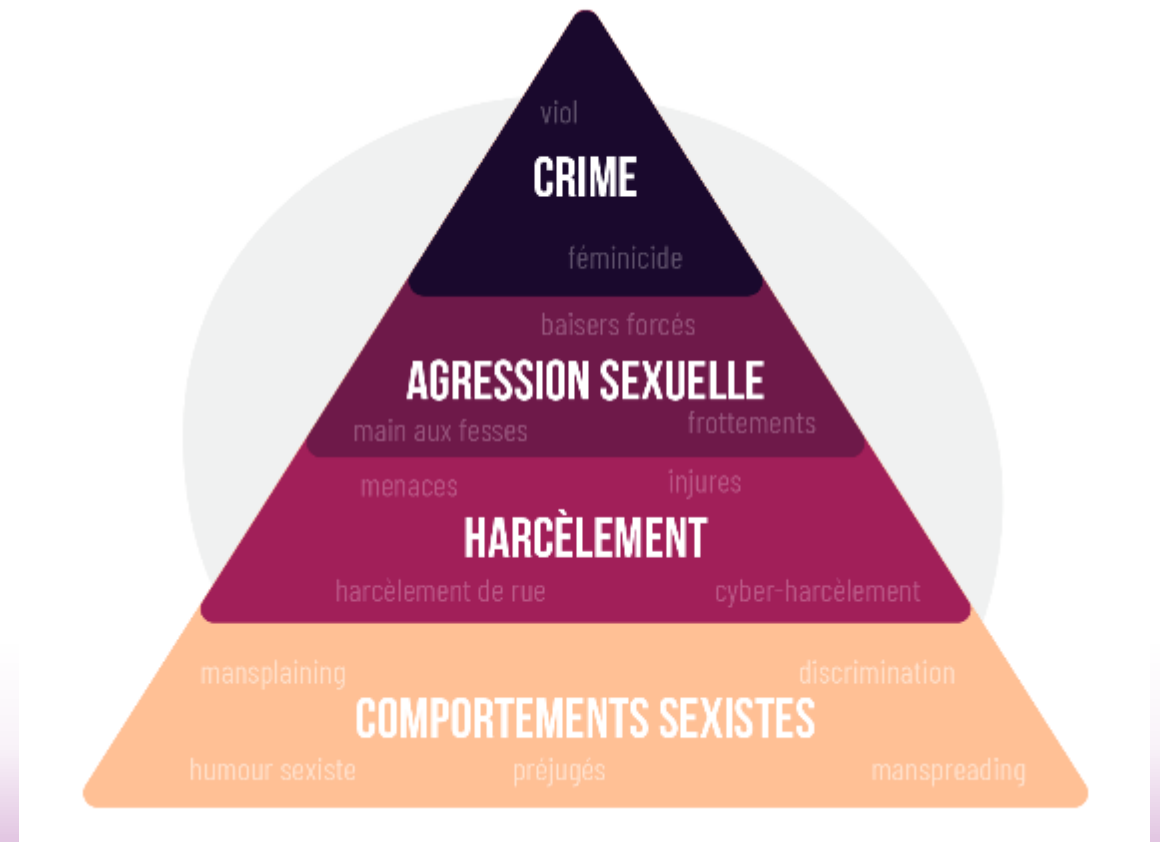 viol
CRIME
féminicide
baisers forcés
AGRESSION SEXUELLE
main aux fesses frottements
menaces injures
HARCÈLEMENT
harcèlement de rue cyber-harcèlement
mansplaining discrimination
COMPORTEMENTS SEXISTES
humour sexiste préjugés manspreading